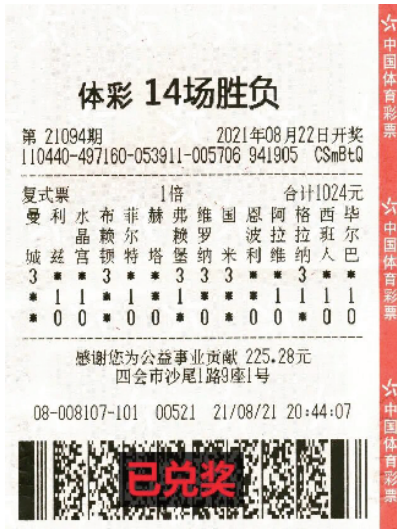 体彩 14场胜负
第 21094期 2021年08月22日开奖
110440-497160-053911-005706 941905 CSmBtQ
复式票 1倍 合计1024元
曼 利 水 布 菲 赫 弗 维 国 恩 阿 格 西 毕
晶 赖 尔 赖 罗 波 拉 拉 班 尔
城 兹 宫 顿 特 塔 堡 纳 米 利 维 纳 人 巴
3 * * 3 * * 3 3 3 * * 3 * *
* 1 1 * 1 * 1 * * * 1 1 1 1
* 0 0 * 0 0 * 0 * 0 0 * 0 0
感谢您为公益事业贡献 225.28元
四会市沙尾1路9座1号
08-008107-101 00521 21/08/21 20:44:07
已兑奖
中国体育彩票
中国体育彩票
中国体育彩票